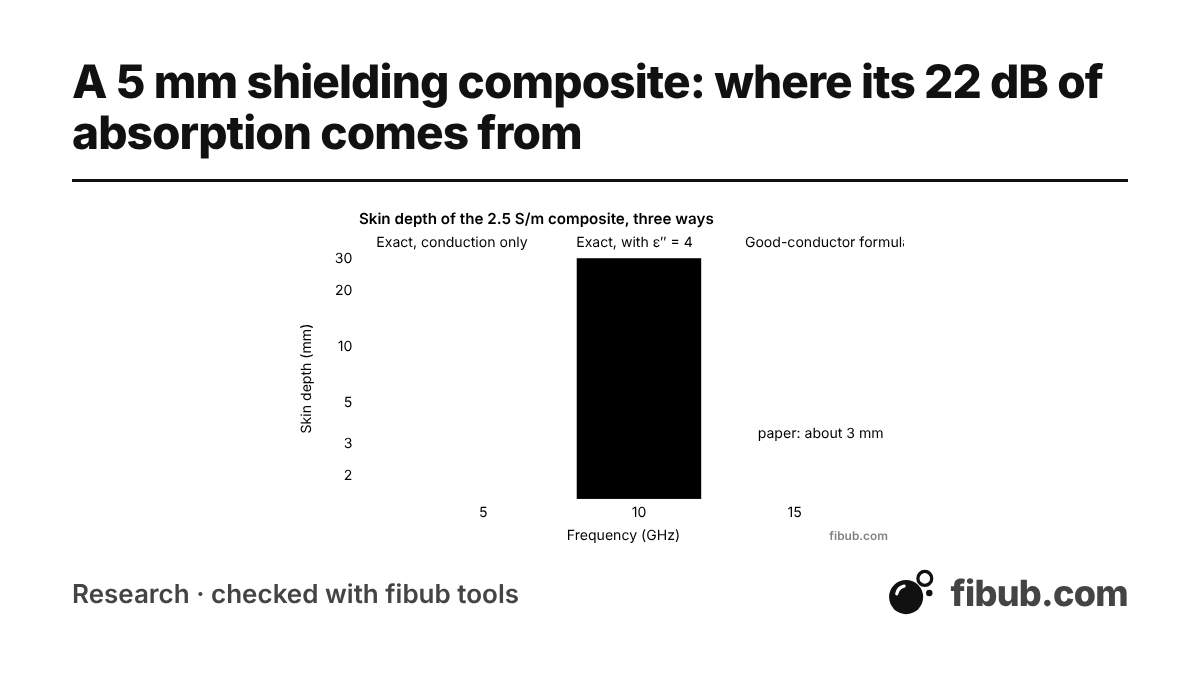 A 5 mm shielding composite: where its 22 dB of
absorption comes from
Skin depth of the 2.5 S/m composite, three ways
Exact, conduction only
Exact, with ε″ = 4
Good-conductor formula
30
20
10
5
3
2
Skin depth (mm)
paper: about 3 mm
5
10
15
Frequency (GHz)
fibub.com
Research · checked with fibub tools
fibub.com